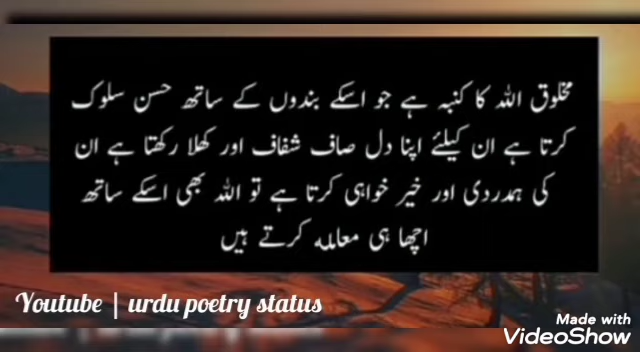 مخلوق اللہ کا کنبہ ہے جو اسکے بندوں کے ساتھ حسن سلوک
کرتا ہے ان کیلئے اپنا دل صاف شفاف اور کھلا رکھتا ہے ان
کی ہمدردی اور خیر خواہی کرتا ہے تو اللہ بھی اسکے ساتھ
اچھا ہی معاملہ کرتے ہیں
Youtube | urdu poetry status
Made with
VideoShow